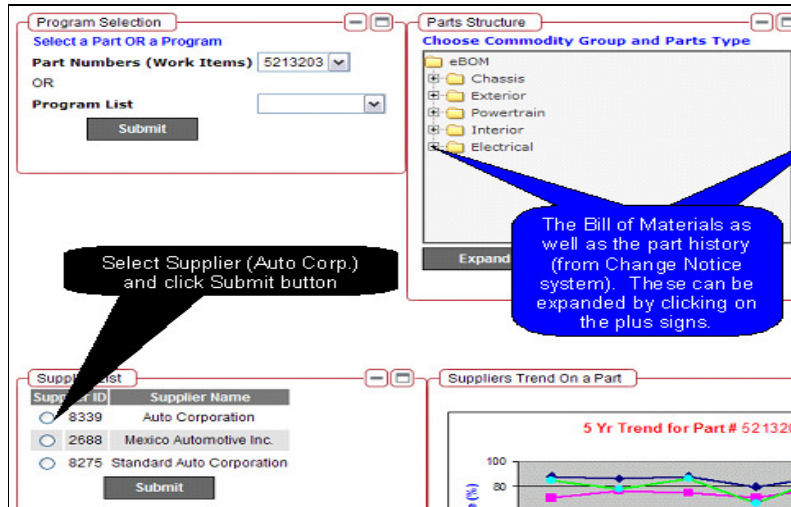 Program Selection
Select a Part OR a Program
Part Numbers (Work Items) 5213203
OR
Program List
Submit
Parts Structure
Choose Commodity Group and Parts Type
eBOM
Chassis
Exterior
Powertrain
Interior
Electrical
Expand
The Bill of Materials as
well as the part history
(from Change Notice
system). These can be
expanded by clicking on
the plus signs.
Select Supplier (Auto Corp.)
and click Submit button
Supplier ID Supplier Name
8339 Auto Corporation
2688 Mexico Automotive Inc.
8275 Standard Auto Corporation
Submit
Suppliers Trend On a Part
5 Yr Trend for Part # 521320
100
80
(%)